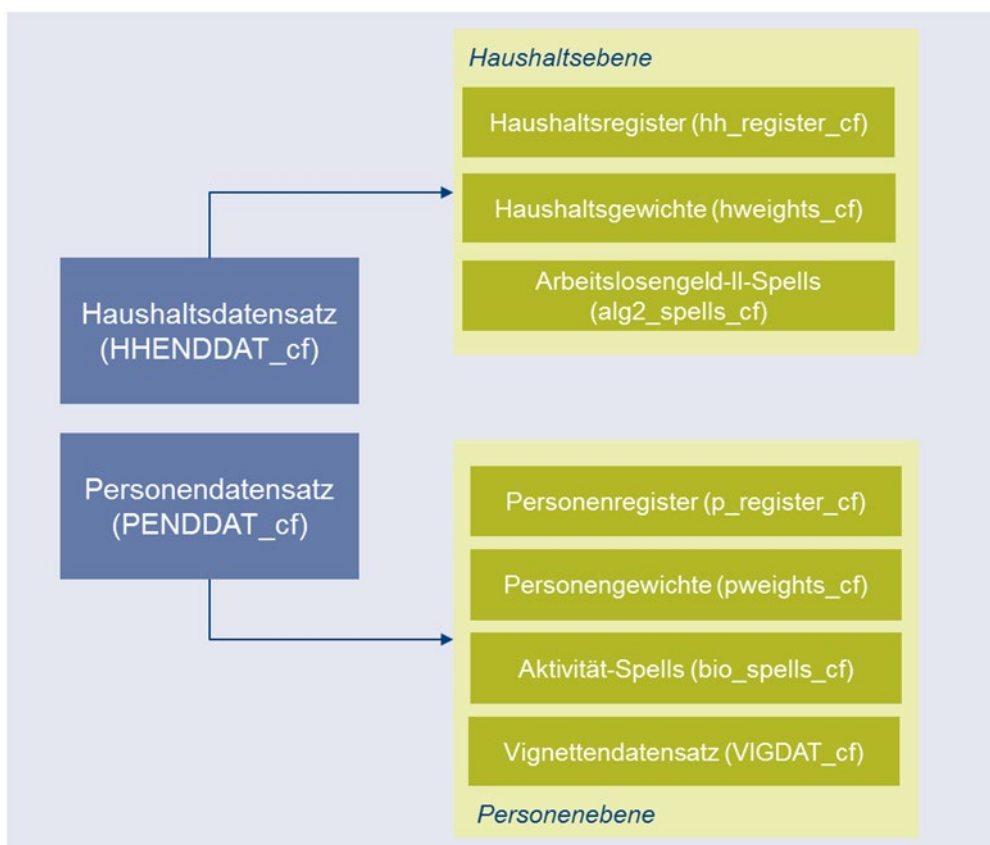 Haushaltsebene
Haushaltsregister (hh_register_cf)
Haushaltsgewichte (hweights_cf)
Arbeitslosengeld-II-Spells
(alg2_spells_cf)
Haushaltsdatensatz
(HHENDDAT_cf)
Personendatensatz
(PENDDAT_cf)
Personenregister (p_register_cf)
Personengewichte (pweights_cf)
Aktivität-Spells (bio_spells_cf)
Vignettendatensatz (VIGDAT_cf)
Personenebene